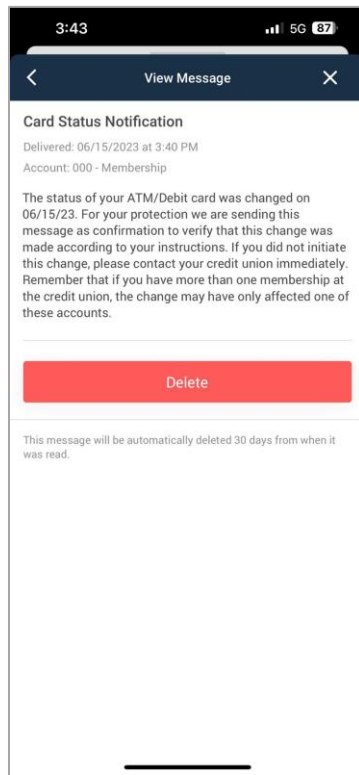 3:43
5G 87
View Message
Card Status Notification
Delivered: 06/15/2023 at 3:40 PM
Account: 000 - Membership
The status of your ATM/Debit card was changed on
06/15/23. For your protection we are sending this
message as confirmation to verify that this change was
made according to your instructions. If you did not initiate
this change, please contact your credit union immediately.
Remember that if you have more than one membership at
the credit union, the change may have only affected one of
these accounts.
Delete
This message will be automatically deleted 30 days from when it
was read.